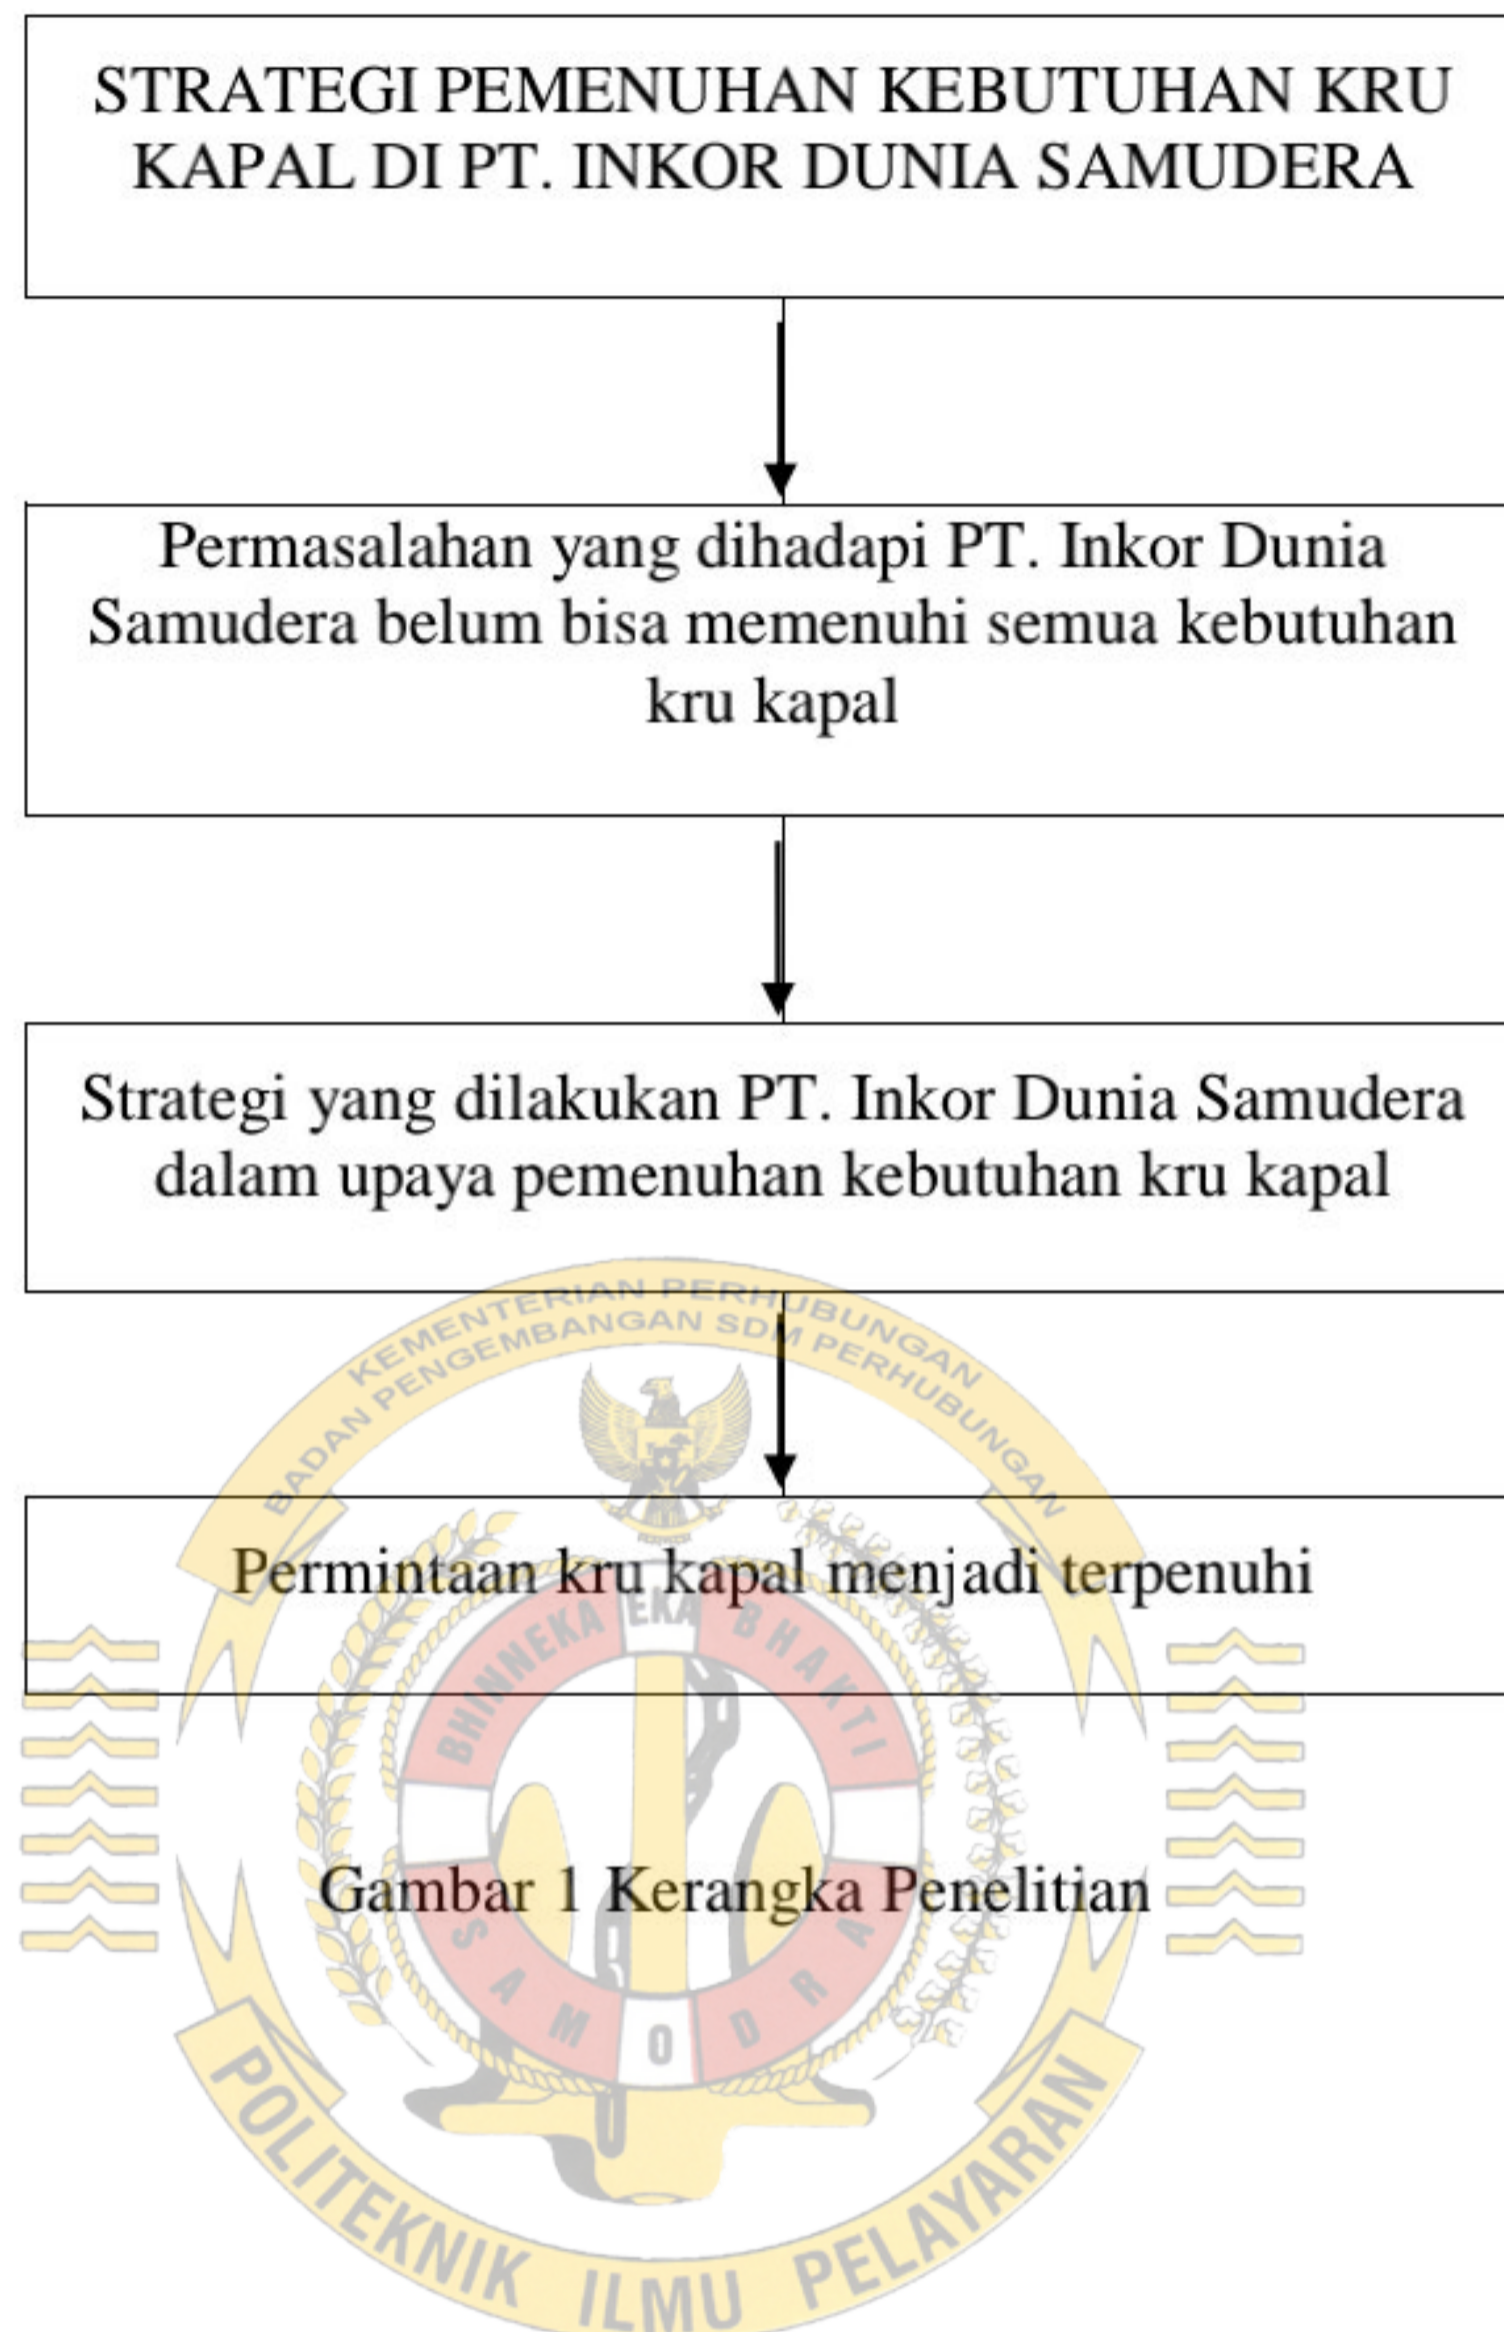 STRATEGI PEMENUHAN KEBUTUHAN KRU
KAPAL DI PT. INKOR DUNIA SAMUDERA
Permasalahan yang dihadapi PT. Inkor Dunia
Samudera belum bisa memenuhi semua kebutuhan
kru kapal
Strategi yang dilakukan PT. Inkor Dunia Samudera
dalam upaya pemenuhan kebutuhan kru kapal
KEMENTERIAN PERHUBUNGAN
BADAN PENGEMBANGAN SDM PERHUBUNGAN
Permintaan kru kapal menjadi terpenuhi
BHINNEKA EKA BHAKTI
Gambar 1 Kerangka Penelitian
SAMODRA
POLITEKNIK ILMU PELAYARAN